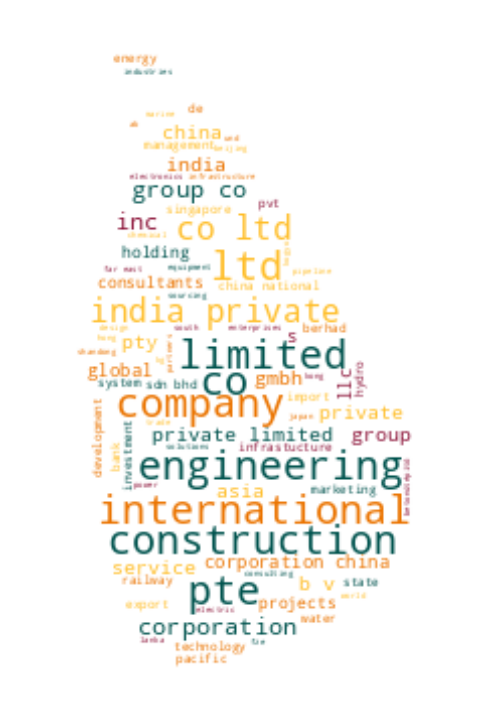 energy
industries
de
marine
china
and
management beijing
india
electronics infrastructure
group co
pvt
singapore
inc
co ltd
chemical
holding
ltd
far east equipment
pipeline
consultants china national
sourcing
india private
design south enterprises berhad
pty s
limited
shandong
global
system sdn bhd co gmbh hong
llc
hydro
import
company
private
trade japan
development
private limited group
solutions infrastucture
bank
investment
engineering
power
asia marketing
international
construction
service corporation china
consulting
railway pte b v state
world
export projects
electric
corporation water
lanka
technology
pacific